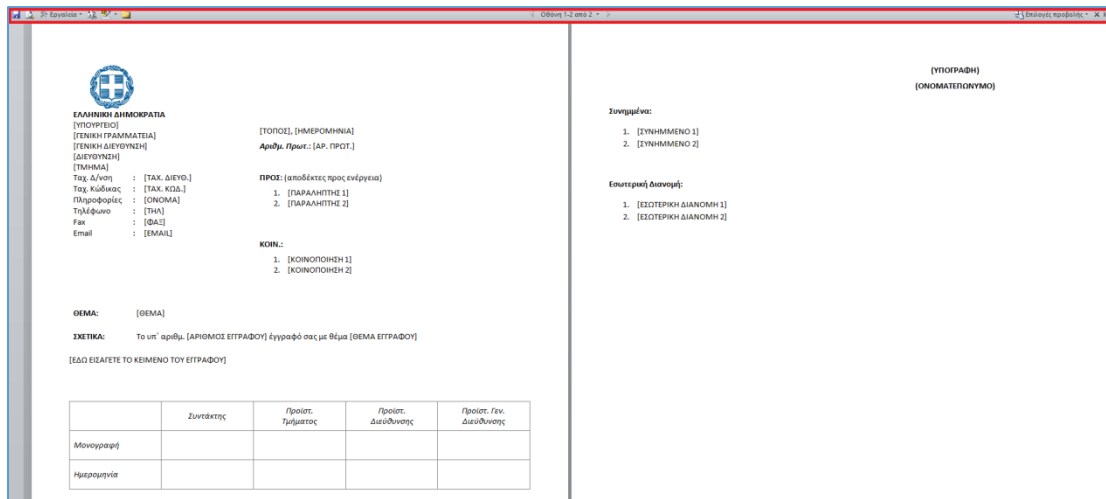 Εργαλεία
Οθόνη 1-2 από 2
Επιλογές προβολής
ΕΛΛΗΝΙΚΗ ΔΗΜΟΚΡΑΤΙΑ
[ΥΠΟΥΡΓΕΙΟ]
[ΓΕΝΙΚΗ ΓΡΑΜΜΑΤΕΙΑ]
[ΓΕΝΙΚΗ ΔΙΕΥΘΥΝΣΗ]
[ΔΙΕΥΘΥΝΣΗ]
[ΤΜΗΜΑ]
Ταχ. Δ/νση : [ΤΑΧ. ΔΙΕΥΘ.]
Ταχ. Κώδικας : [ΤΑΧ. ΚΩΔ.]
Πληροφορίες : [ΟΝΟΜΑ]
Τηλέφωνο : [ΤΗΛ]
Fax : [ΦΑΞ]
Email : [EMAIL]
[ΤΟΠΟΣ], [ΗΜΕΡΟΜΗΝΙΑ]
Αριθμ. Πρωτ.: [ΑΡ. ΠΡΩΤ.]
ΠΡΟΣ: (αποδέκτες προς ενέργεια)
1. [ΠΑΡΑΛΗΠΤΗΣ 1]
2. [ΠΑΡΑΛΗΠΤΗΣ 2]
ΚΟΙΝ.:
1. [ΚΟΙΝΟΠΟΙΗΣΗ 1]
2. [ΚΟΙΝΟΠΟΙΗΣΗ 2]
ΘΕΜΑ: [ΘΕΜΑ]
ΣΧΕΤΙΚΑ: Το υπ΄ αριθμ. [ΑΡΙΘΜΟΣ ΕΓΓΡΑΦΟΥ] έγγραφό σας με θέμα [ΘΕΜΑ ΕΓΓΡΑΦΟΥ]
[ΕΔΩ ΕΙΣΑΓΕΤΕ ΤΟ ΚΕΙΜΕΝΟ ΤΟΥ ΕΓΓΡΑΦΟΥ]
Συντάκτης Προϊστ. Τμήματος Προϊστ. Διεύθυνσης Προϊστ. Γεν. Διεύθυνσης
Μονογραφή
Ημερομηνία
(ΥΠΟΓΡΑΦΗ)
(ΟΝΟΜΑΤΕΠΩΝΥΜΟ)
Συνημμένα:
1. [ΣΥΝΗΜΜΕΝΟ 1]
2. [ΣΥΝΗΜΜΕΝΟ 2]
Εσωτερική Διανομή:
1. [ΕΣΩΤΕΡΙΚΗ ΔΙΑΝΟΜΗ 1]
2. [ΕΣΩΤΕΡΙΚΗ ΔΙΑΝΟΜΗ 2]